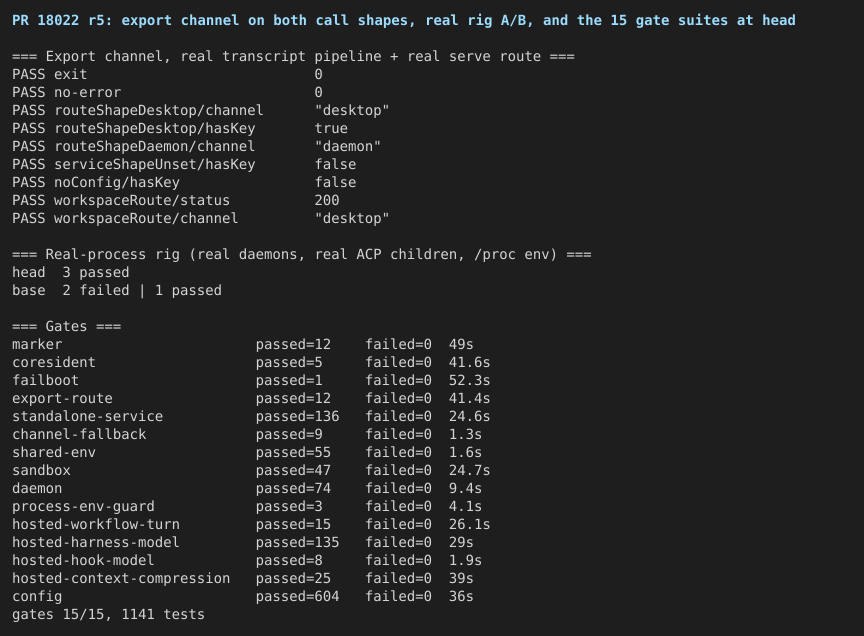 PR 18022 r5: export channel on both call shapes, real rig A/B, and the 15 gate suites at head
=== Export channel, real transcript pipeline + real serve route ===
PASS exit 0
PASS no-error 0
PASS routeShapeDesktop/channel "desktop"
PASS routeShapeDesktop/hasKey true
PASS routeShapeDaemon/channel "daemon"
PASS serviceShapeUnset/hasKey false
PASS noConfig/hasKey false
PASS workspaceRoute/status 200
PASS workspaceRoute/channel "desktop"
=== Real-process rig (real daemons, real ACP children, /proc env) ===
head 3 passed
base 2 failed | 1 passed
=== Gates ===
marker passed=12 failed=0 49s
coresident passed=5 failed=0 41.6s
failboot passed=1 failed=0 52.3s
export-route passed=12 failed=0 41.4s
standalone-service passed=136 failed=0 24.6s
channel-fallback passed=9 failed=0 1.3s
shared-env passed=55 failed=0 1.6s
sandbox passed=47 failed=0 24.7s
daemon passed=74 failed=0 9.4s
process-env-guard passed=3 failed=0 4.1s
hosted-workflow-turn passed=15 failed=0 26.1s
hosted-harness-model passed=135 failed=0 29s
hosted-hook-model passed=8 failed=0 1.9s
hosted-context-compression passed=25 failed=0 39s
config passed=604 failed=0 36s
gates 15/15, 1141 tests